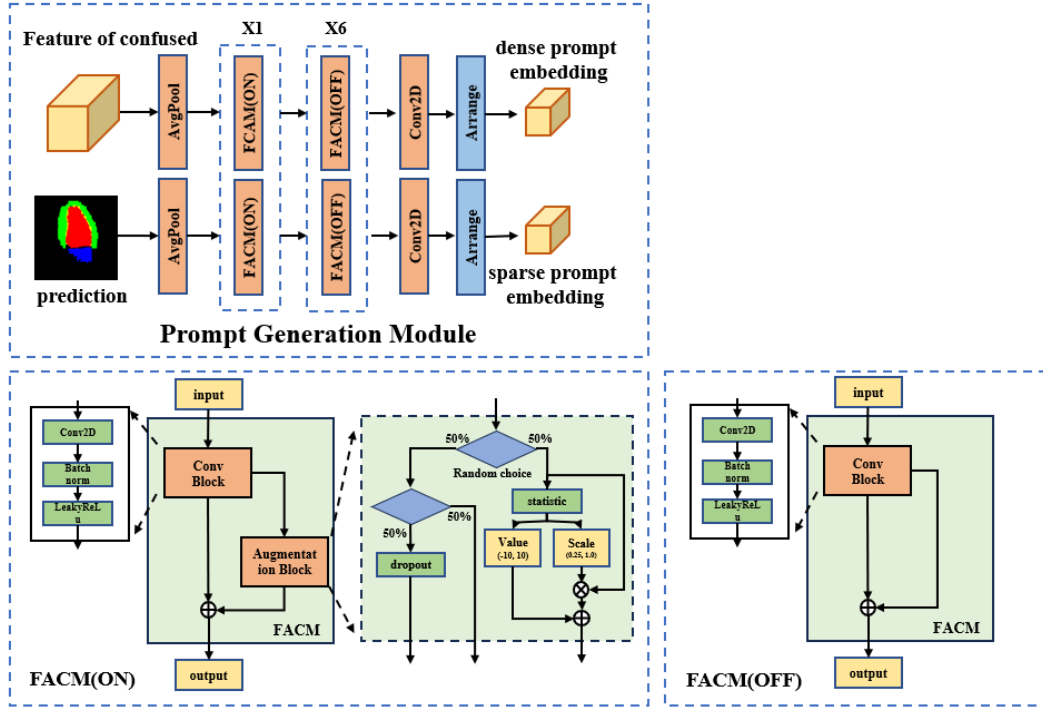 Feature of confused
X1
X6
dense prompt
embedding
AvgPool
FCAM(ON)
FACM(OFF)
Conv2D
Arrange
prediction
AvgPool
FACM(ON)
FACM(OFF)
Conv2D
Arrange
sparse prompt
embedding
Prompt Generation Module
input
Conv2D
Batch
norm
LeakyReL
u
Conv
Block
Augmentat
ion Block
FACM
output
FACM(ON)
50%
50%
Random choice
50%
50%
dropout
statistic
Value
(-10, 10)
Scale
(0.25, 1.0)
input
Conv2D
Batch
norm
LeakyReL
u
Conv
Block
FACM
output
FACM(OFF)